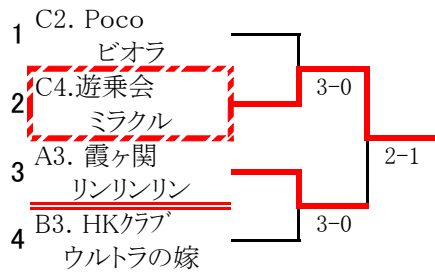 1 C2. Poco
ビオラ
2 C4.遊乗会
ミラクル
3 A3. 霞ヶ関
リンリンリン
4 B3. HKｸﾗﾌﾞ
ウルトラの嫁
3-0
2-1
3-0